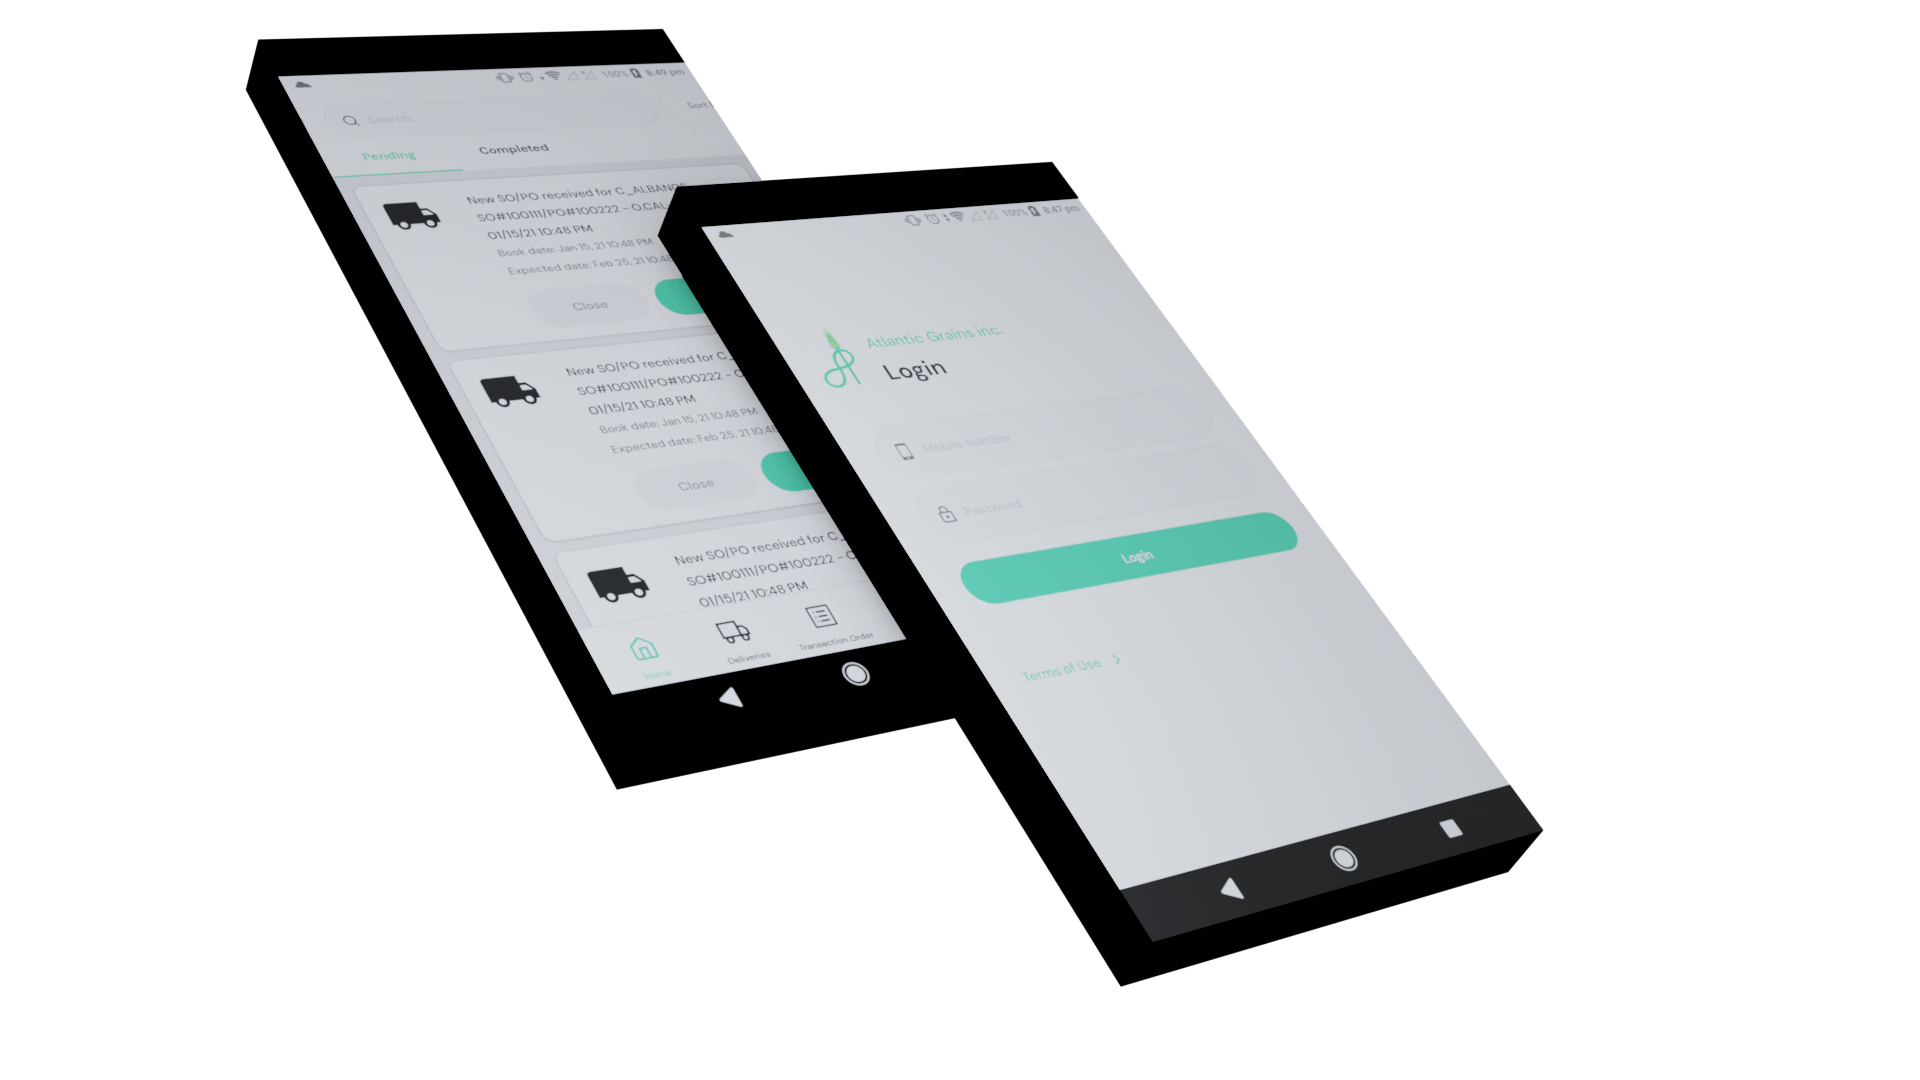 100% 8:49 pm
Search...
Sort
Pending Completed
New SO/PO received for C_ALBANOS
SO#100111/PO#100222 - O.CAL
01/15/21 10:48 PM
Book date: Jan 15, 21 10:48 PM
Expected date: Feb 25, 21 10:48
Close
New SO/PO received for C_
SO#100111/PO#100222 - O
01/15/21 10:48 PM
Book date: Jan 15, 21 10:48 PM
Expected date: Feb 25, 21 10:48
Close
New SO/PO received for C_
SO#100111/PO#100222 - O
01/15/21 10:48 PM
Home Deliveries Transaction Order
100% 8:47 pm
Atlantic Grains inc.
Login
Mobile Number
Password
Login
Terms of Use